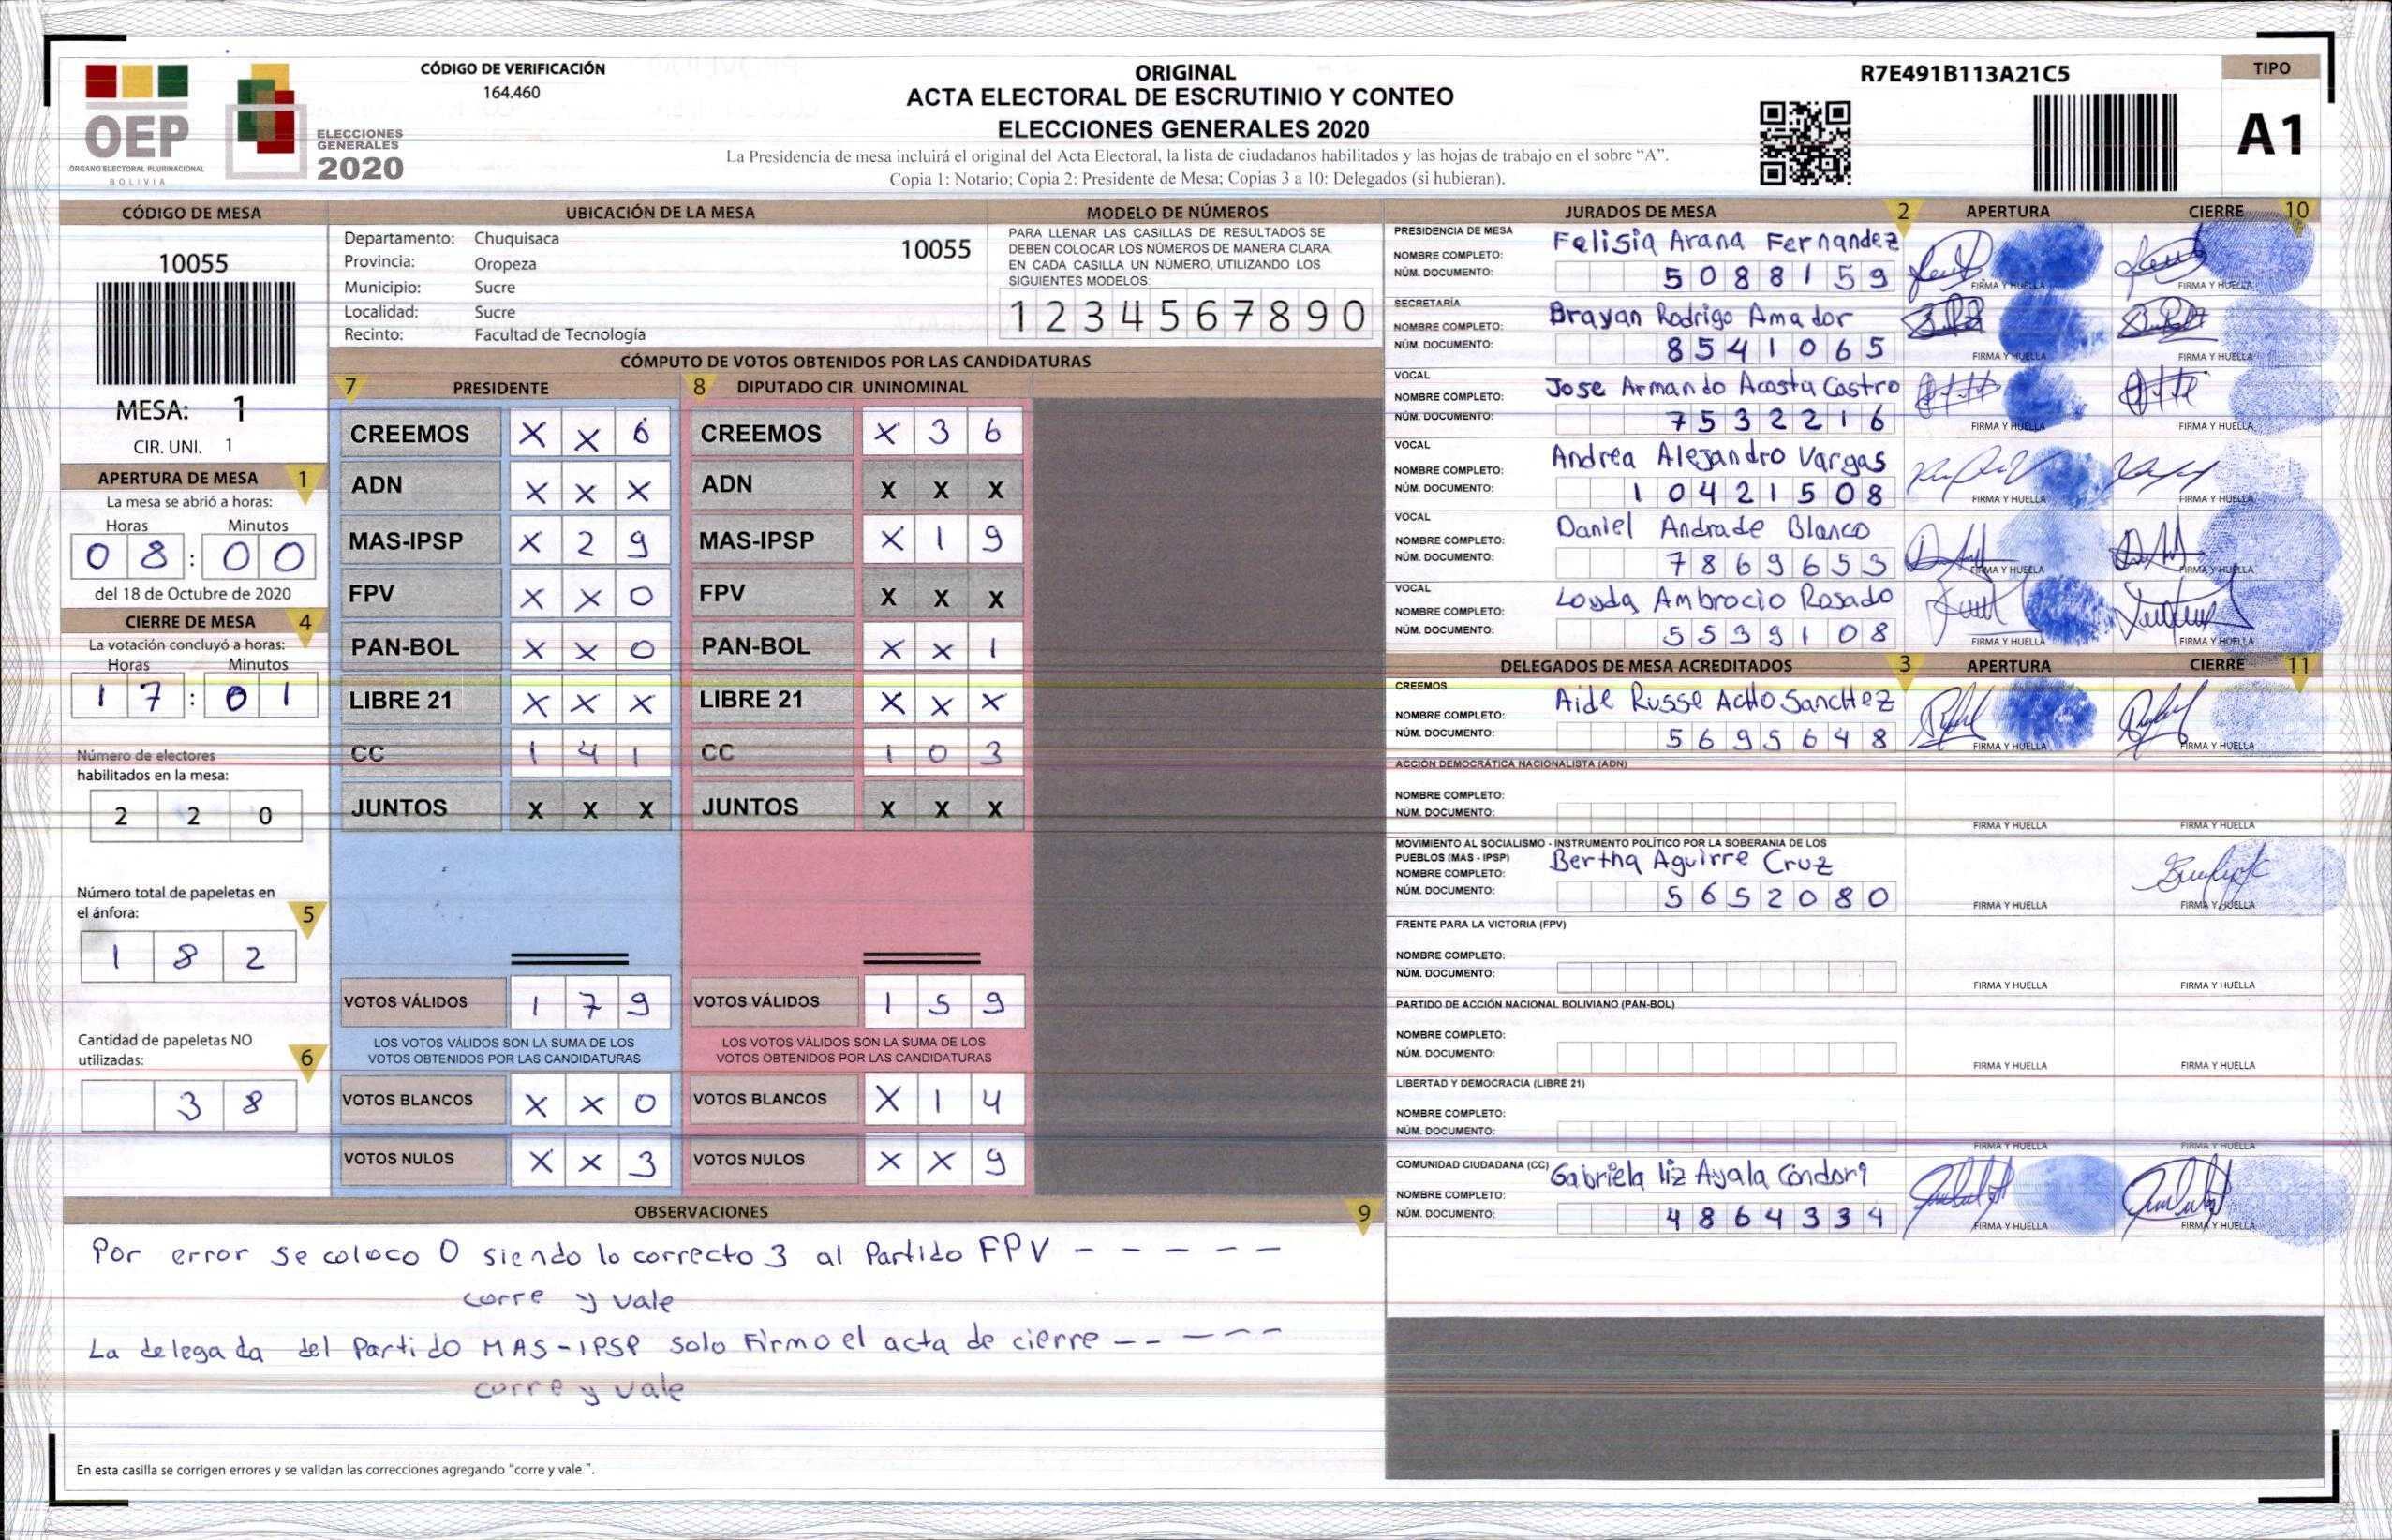 OEP
ÓRGANO ELECTORAL PLURINACIONAL
BOLIVIA
ELECCIONES
GENERALES
2020
CÓDIGO DE VERIFICACIÓN
164.460
ORIGINAL
ACTA ELECTORAL DE ESCRUTINIO Y CONTEO
ELECCIONES GENERALES 2020
La Presidencia de mesa incluirá el original del Acta Electoral, la lista de ciudadanos habilitados y las hojas de trabajo en el sobre “A”.
Copia 1: Notario; Copia 2: Presidente de Mesa; Copias 3 a 10: Delegados (si hubieran).
R7E491B113A21C5
TIPO
A1
CÓDIGO DE MESA
10055
MESA: 1
CIR. UNI. 1
APERTURA DE MESA 1
La mesa se abrió a horas:
Horas Minutos
08:00
del 18 de Octubre de 2020
CIERRE DE MESA 4
La votación concluyó a horas:
Horas Minutos
17:01
Número de electores
habilitados en la mesa:
220
Número total de papeletas en
el ánfora: 5
182
Cantidad de papeletas NO
utilizadas: 6
38
UBICACIÓN DE LA MESA
Departamento: Chuquisaca 10055
Provincia: Oropeza
Municipio: Sucre
Localidad: Sucre
Recinto: Facultad de Tecnología
MODELO DE NÚMEROS
PARA LLENAR LAS CASILLAS DE RESULTADOS SE
DEBEN COLOCAR LOS NÚMEROS DE MANERA CLARA.
EN CADA CASILLA UN NÚMERO, UTILIZANDO LOS
SIGUIENTES MODELOS:
1 2 3 4 5 6 7 8 9 0
CÓMPUTO DE VOTOS OBTENIDOS POR LAS CANDIDATURAS
7 PRESIDENTE 8 DIPUTADO CIR. UNINOMINAL
CREEMOS X X 6 CREEMOS X 3 6
ADN X X X ADN X X X
MAS-IPSP X 2 9 MAS-IPSP X 1 9
FPV X X 0 FPV X X X
PAN-BOL X X 0 PAN-BOL X X 1
LIBRE 21 X X X LIBRE 21 X X X
CC 1 4 1 CC 1 0 3
JUNTOS X X X JUNTOS X X X
VOTOS VÁLIDOS 1 7 9 VOTOS VÁLIDOS 1 5 9
LOS VOTOS VÁLIDOS SON LA SUMA DE LOS LOS VOTOS VÁLIDOS SON LA SUMA DE LOS
VOTOS OBTENIDOS POR LAS CANDIDATURAS VOTOS OBTENIDOS POR LAS CANDIDATURAS
VOTOS BLANCOS X X 0 VOTOS BLANCOS X 1 4
VOTOS NULOS X X 3 VOTOS NULOS X X 9
OBSERVACIONES 9
Por error se coloco 0 siendo lo correcto 3 al Partido FPV - - - - -
corre y vale
La delegada del Partido MAS-IPSP solo Firmo el acta de cierre - - - - -
corre y vale
En esta casilla se corrigen errores y se validan las correcciones agregando “corre y vale ”.
JURADOS DE MESA 2 APERTURA CIERRE 10
PRESIDENCIA DE MESA
NOMBRE COMPLETO: Felisia Arana Fernandez
NÚM. DOCUMENTO: 5088159 FIRMA Y HUELLA FIRMA Y HUELLA
SECRETARÍA
NOMBRE COMPLETO: Brayan Rodrigo Amador
NÚM. DOCUMENTO: 8541065 FIRMA Y HUELLA FIRMA Y HUELLA
VOCAL
NOMBRE COMPLETO: Jose Armando Acosta Castro
NÚM. DOCUMENTO: 7532216 FIRMA Y HUELLA FIRMA Y HUELLA
VOCAL
NOMBRE COMPLETO: Andrea Alejandro Vargas
NÚM. DOCUMENTO: 10421508 FIRMA Y HUELLA FIRMA Y HUELLA
VOCAL
NOMBRE COMPLETO: Daniel Andrade Blanco
NÚM. DOCUMENTO: 7869653 FIRMA Y HUELLA FIRMA Y HUELLA
VOCAL
NOMBRE COMPLETO: Ambrocio Rosado
NÚM. DOCUMENTO: 5539108 FIRMA Y HUELLA FIRMA Y HUELLA
DELEGADOS DE MESA ACREDITADOS 3 APERTURA CIERRE 11
CREEMOS
NOMBRE COMPLETO: Aide Russe Acho Sanchez
NÚM. DOCUMENTO: 5695648 FIRMA Y HUELLA FIRMA Y HUELLA
ACCIÓN DEMOCRÁTICA NACIONALISTA (ADN)
NOMBRE COMPLETO:
NÚM. DOCUMENTO: FIRMA Y HUELLA FIRMA Y HUELLA
MOVIMIENTO AL SOCIALISMO - INSTRUMENTO POLÍTICO POR LA SOBERANIA DE LOS
PUEBLOS (MAS - IPSP)
NOMBRE COMPLETO: Bertha Aguirre Cruz
NÚM. DOCUMENTO: 5652080 FIRMA Y HUELLA FIRMA Y HUELLA
FRENTE PARA LA VICTORIA (FPV)
NOMBRE COMPLETO:
NÚM. DOCUMENTO: FIRMA Y HUELLA FIRMA Y HUELLA
PARTIDO DE ACCIÓN NACIONAL BOLIVIANO (PAN-BOL)
NOMBRE COMPLETO:
NÚM. DOCUMENTO: FIRMA Y HUELLA FIRMA Y HUELLA
LIBERTAD Y DEMOCRACIA (LIBRE 21)
NOMBRE COMPLETO:
NÚM. DOCUMENTO: FIRMA Y HUELLA FIRMA Y HUELLA
COMUNIDAD CIUDADANA (CC)
NOMBRE COMPLETO: Gabriela liz Ayala Condori
NÚM. DOCUMENTO: 4864334 FIRMA Y HUELLA FIRMA Y HUELLA